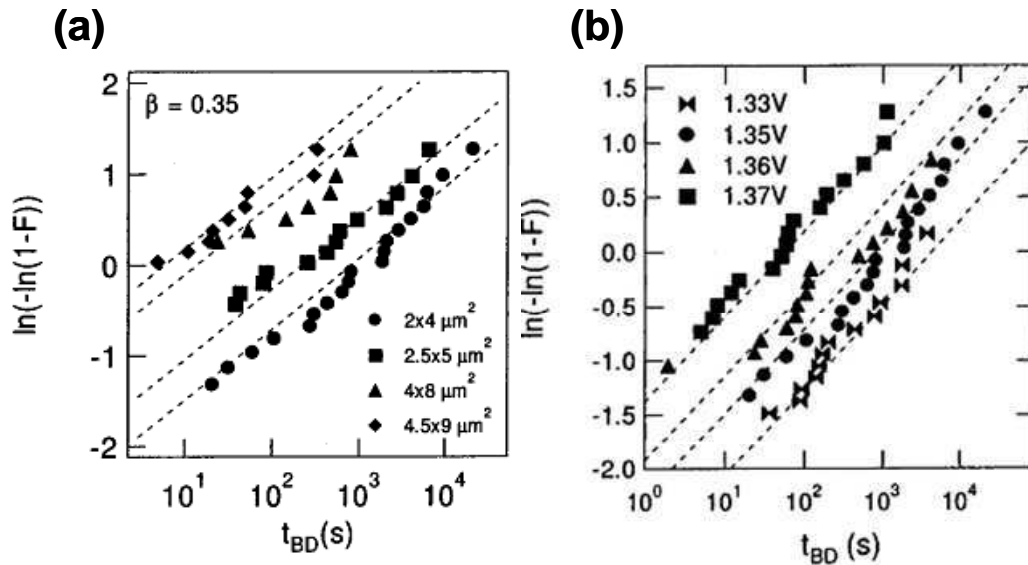 (a)
ln(-ln(1-F))
2
1
0
-1
-2
β = 0.35
2x4 μm²
2.5x5 μm²
4x8 μm²
4.5x9 μm²
10¹ 10² 10³ 10⁴
t_BD(s)
(b)
ln(-ln(1-F))
1.5
1.0
0.5
0.0
-0.5
-1.0
-1.5
-2.0
1.33V
1.35V
1.36V
1.37V
10⁰ 10¹ 10² 10³ 10⁴
t_BD (s)